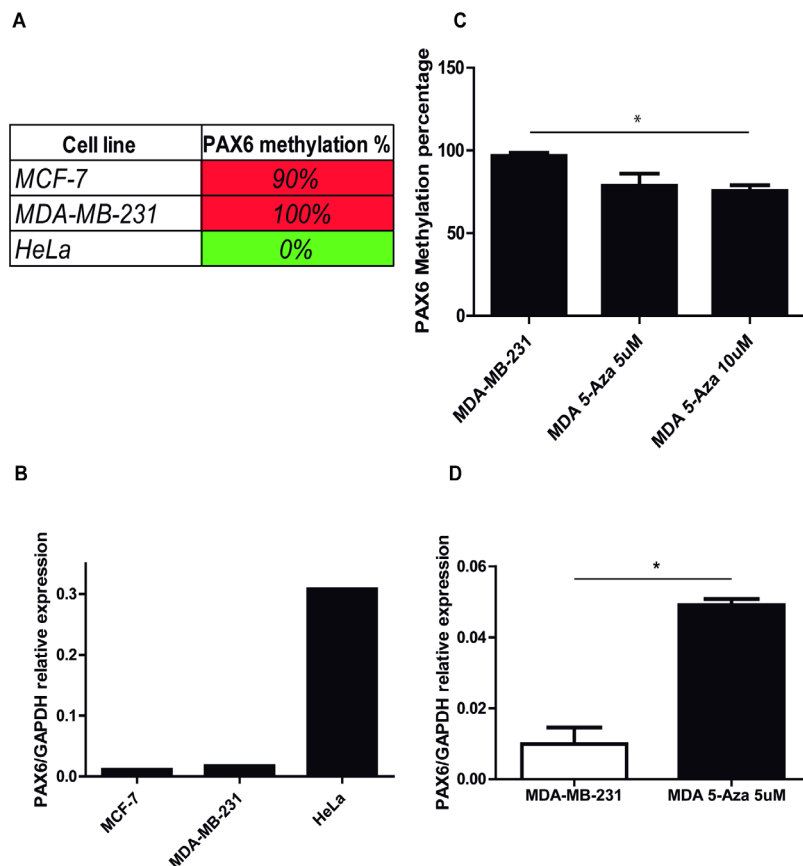 A
Cell line PAX6 methylation %
MCF-7 90%
MDA-MB-231 100%
HeLa 0%
C
PAX6 Methylation percentage
150
100
50
0
*
MDA-MB-231
MDA 5-Aza 5uM
MDA 5-Aza 10uM
B
PAX6/GAPDH relative expression
0.3
0.2
0.1
0.0
MCF-7
MDA-MB-231
HeLa
D
PAX6/GAPDH relative expression
0.06
0.04
0.02
0.00
*
MDA-MB-231
MDA 5-Aza 5uM